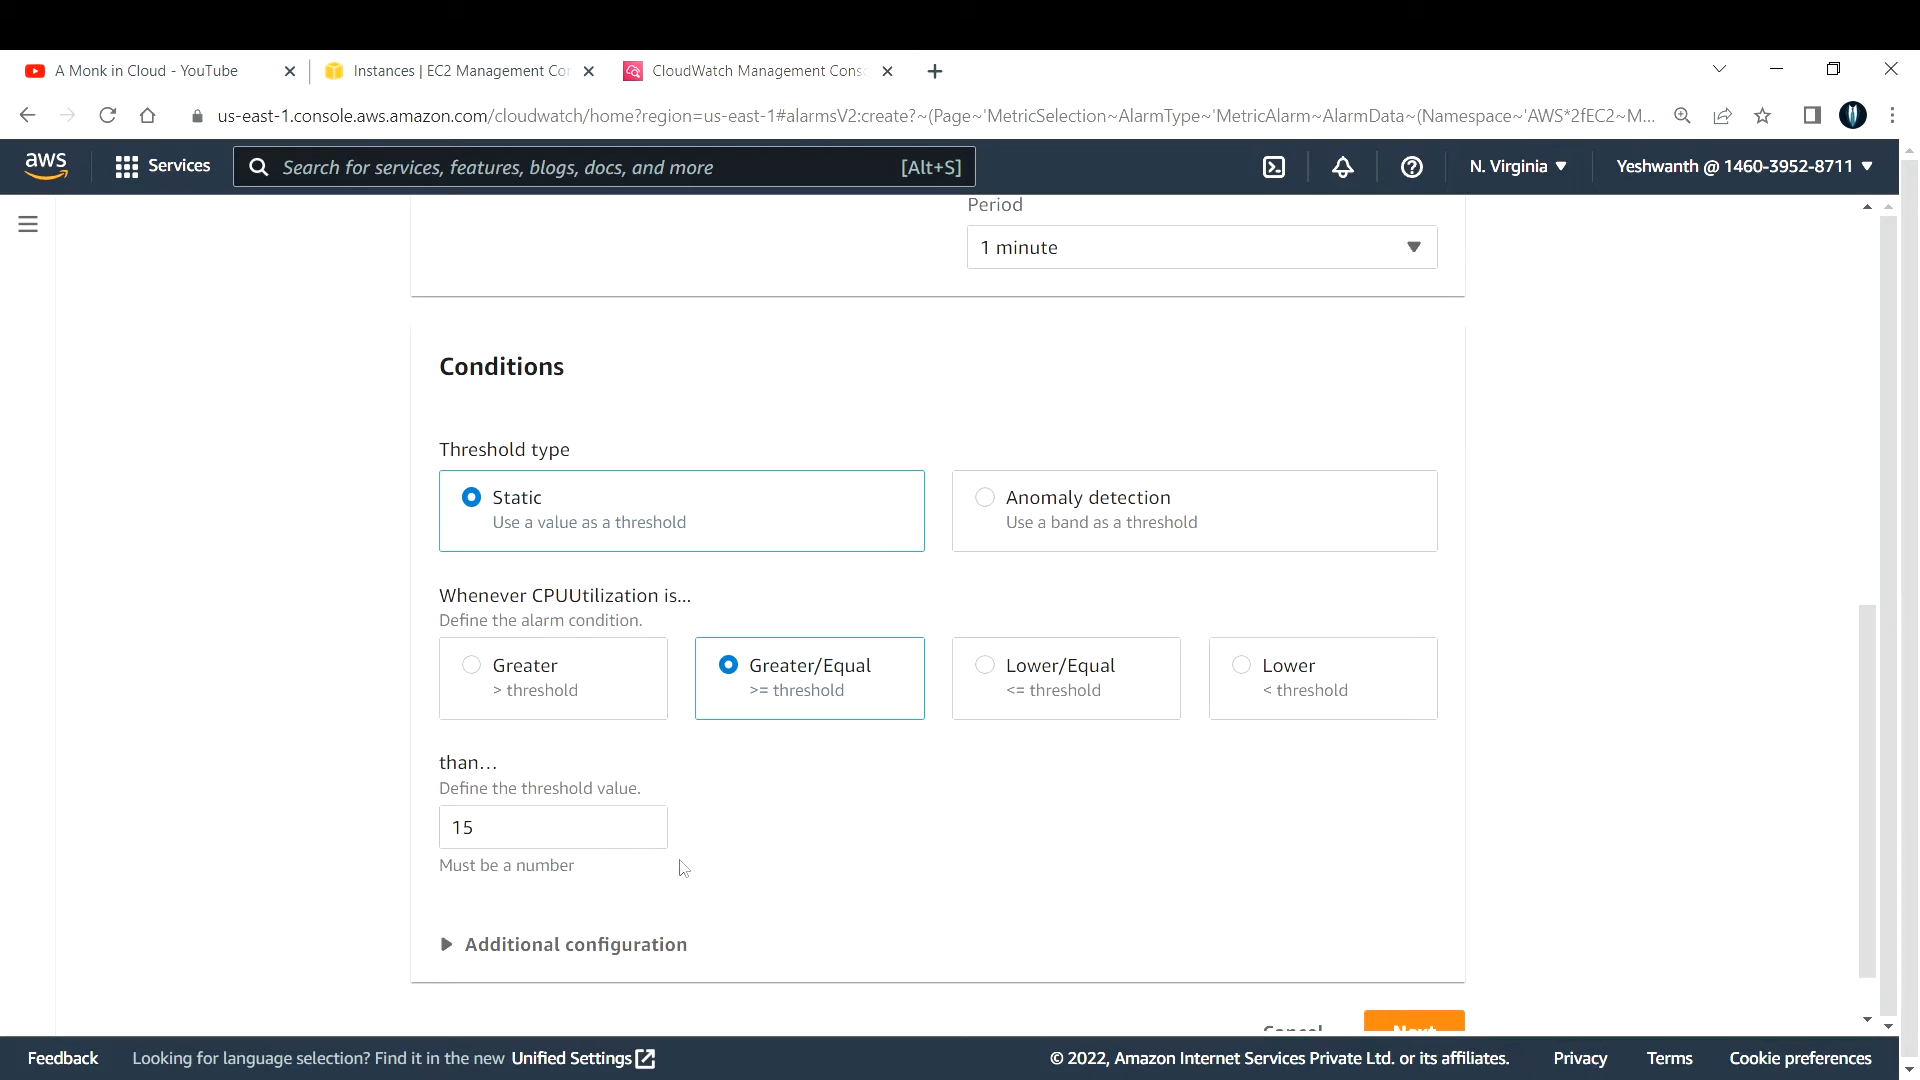 A Monk in Cloud - YouTube
Instances | EC2 Management Con
CloudWatch Management Cons
us-east-1.console.aws.amazon.com/cloudwatch/home?region=us-east-1#alarmsV2:create?~(Page~'MetricSelection~AlarmType~'MetricAlarm~AlarmData~(Namespace~'AWS*2fEC2~M...
aws
Services
Search for services, features, blogs, docs, and more
[Alt+S]
N. Virginia
Yeshwanth @ 1460-3952-8711
Period
1 minute
Conditions
Threshold type
Static
Use a value as a threshold
Anomaly detection
Use a band as a threshold
Whenever CPUUtilization is...
Define the alarm condition.
Greater
> threshold
Greater/Equal
>= threshold
Lower/Equal
<= threshold
Lower
< threshold
than...
Define the threshold value.
15
Must be a number
Additional configuration
Cancel
Next
Feedback
Looking for language selection? Find it in the new Unified Settings
© 2022, Amazon Internet Services Private Ltd. or its affiliates.
Privacy
Terms
Cookie preferences